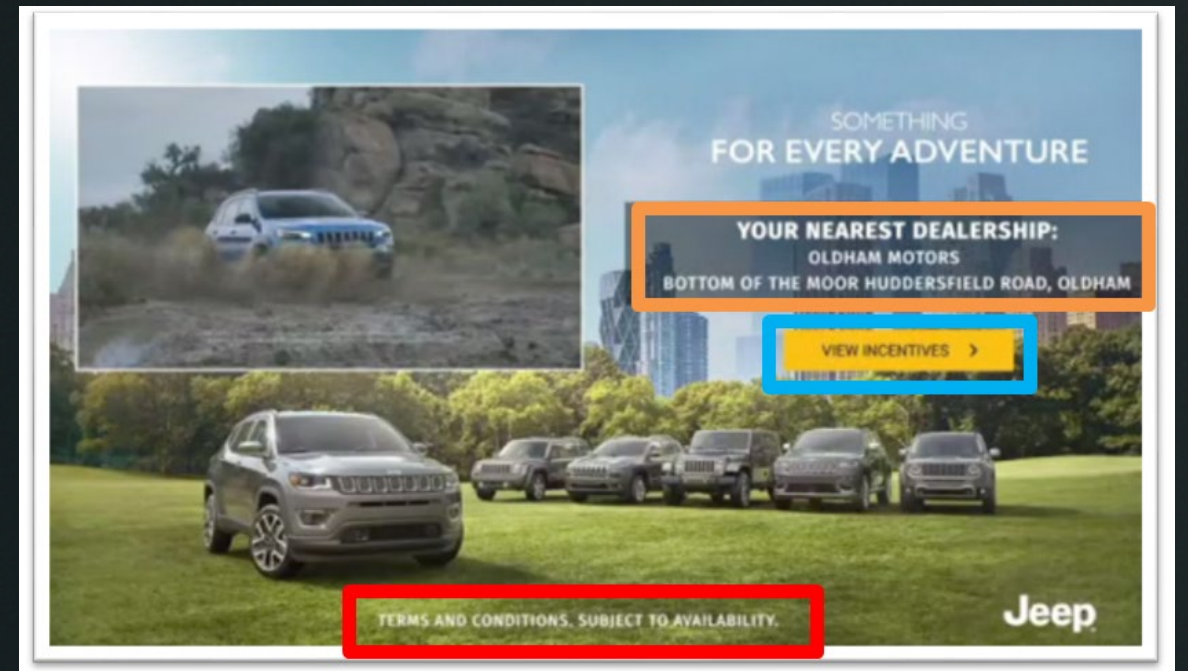 SOMETHING
FOR EVERY ADVENTURE
YOUR NEAREST DEALERSHIP:
OLDHAM MOTORS
BOTTOM OF THE MOOR HUDDERSFIELD ROAD, OLDHAM
VIEW INCENTIVES >
TERMS AND CONDITIONS. SUBJECT TO AVAILABILITY.
Jeep